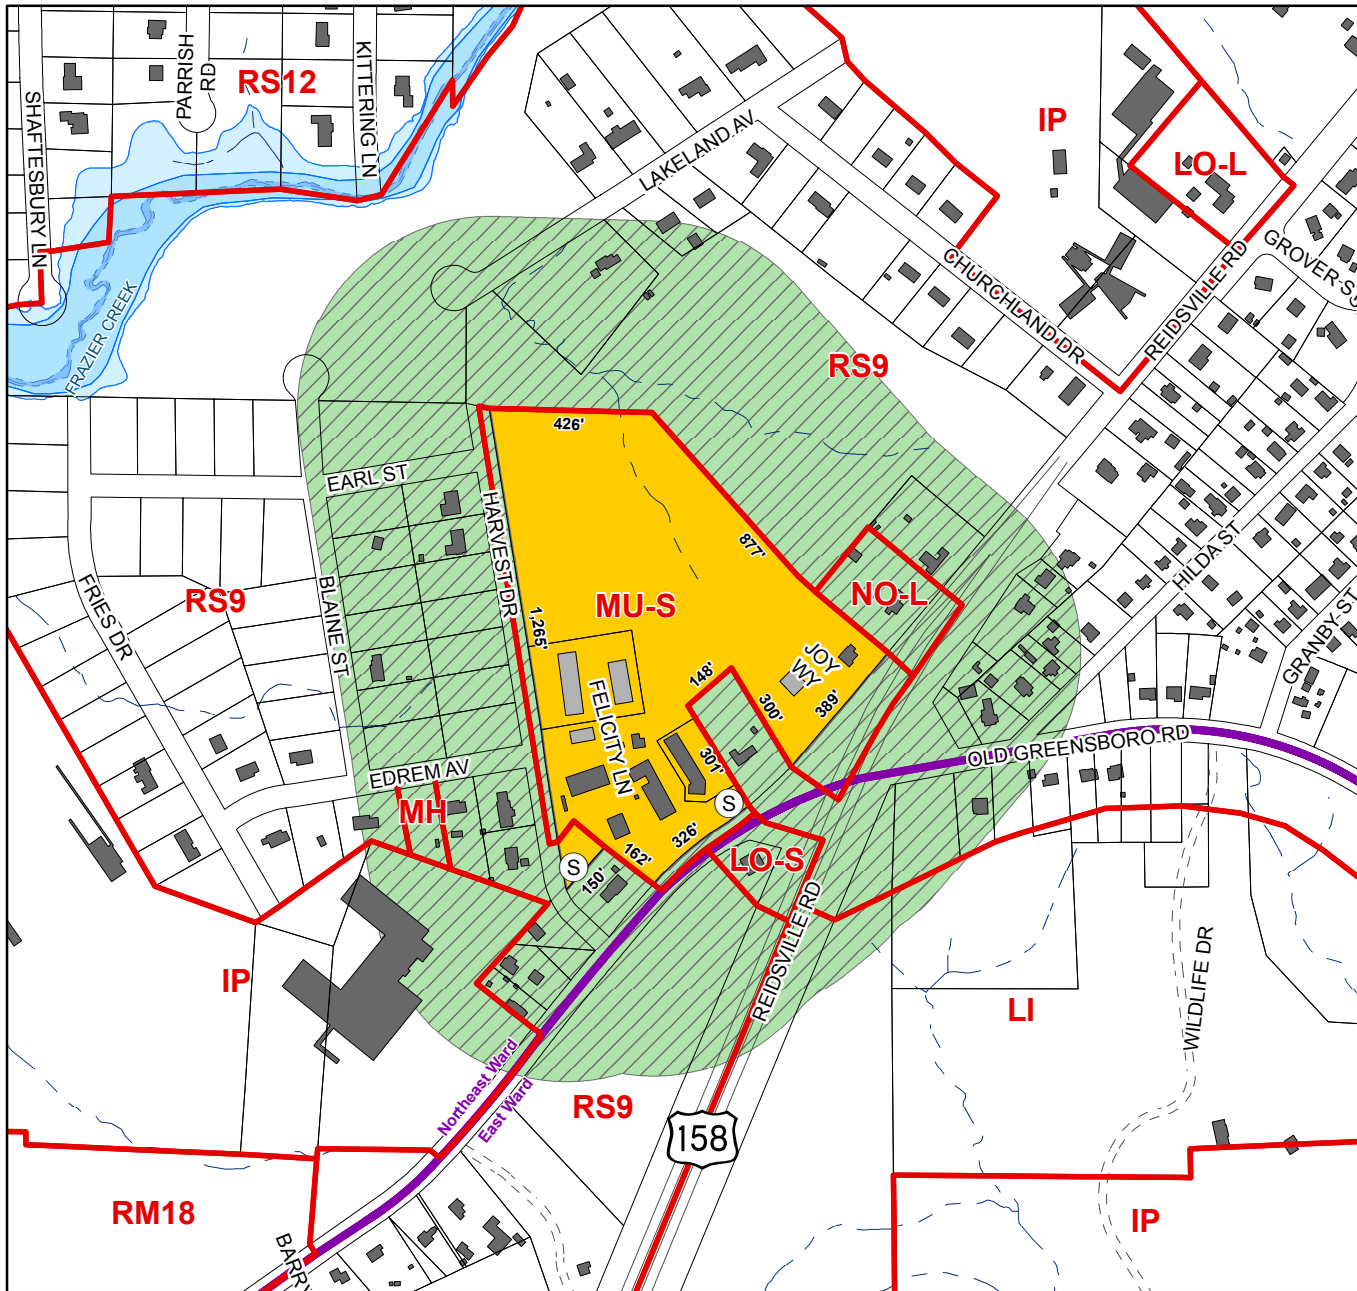 SHAFTESBURY LN
PARRISH
RD
RS12
KITTERING LN
LAKELAND AV
IP
LO-L
GROVER S
REIDSVILLE RD
CHURCHLAND DR
FRAZIER CREEK
RS9
426'
EARL ST
HARVEST DR
877'
HILDA ST
GRANBY ST
FRIES DR
RS9
BLAINE ST
1,265'
MU-S
NO-L
JOY
WY
148'
300'
389'
FELICITY LN
301'
OLD GREENSBORO RD
EDREM AV
MH
S
326'
162'
S
150'
LO-S
REIDSVILLE RD
WILDLIFE DR
IP
LI
Northeast Ward
East Ward
RS9
158
RM18
IP
BARRY